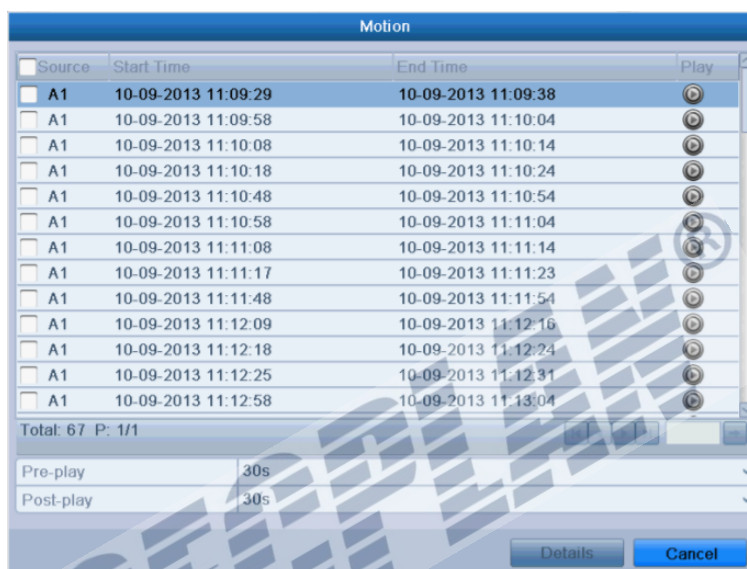 Motion
Source Start Time End Time Play
A1 10-09-2013 11:09:29 10-09-2013 11:09:38
A1 10-09-2013 11:09:58 10-09-2013 11:10:04
A1 10-09-2013 11:10:08 10-09-2013 11:10:14
A1 10-09-2013 11:10:18 10-09-2013 11:10:24
A1 10-09-2013 11:10:48 10-09-2013 11:10:54
A1 10-09-2013 11:10:58 10-09-2013 11:11:04
A1 10-09-2013 11:11:08 10-09-2013 11:11:14
A1 10-09-2013 11:11:17 10-09-2013 11:11:23
A1 10-09-2013 11:11:48 10-09-2013 11:11:54
A1 10-09-2013 11:12:09 10-09-2013 11:12:16
A1 10-09-2013 11:12:18 10-09-2013 11:12:24
A1 10-09-2013 11:12:25 10-09-2013 11:12:31
A1 10-09-2013 11:12:58 10-09-2013 11:13:04
Total: 67 P: 1/1
Pre-play 30s
Post-play 30s
Details Cancel